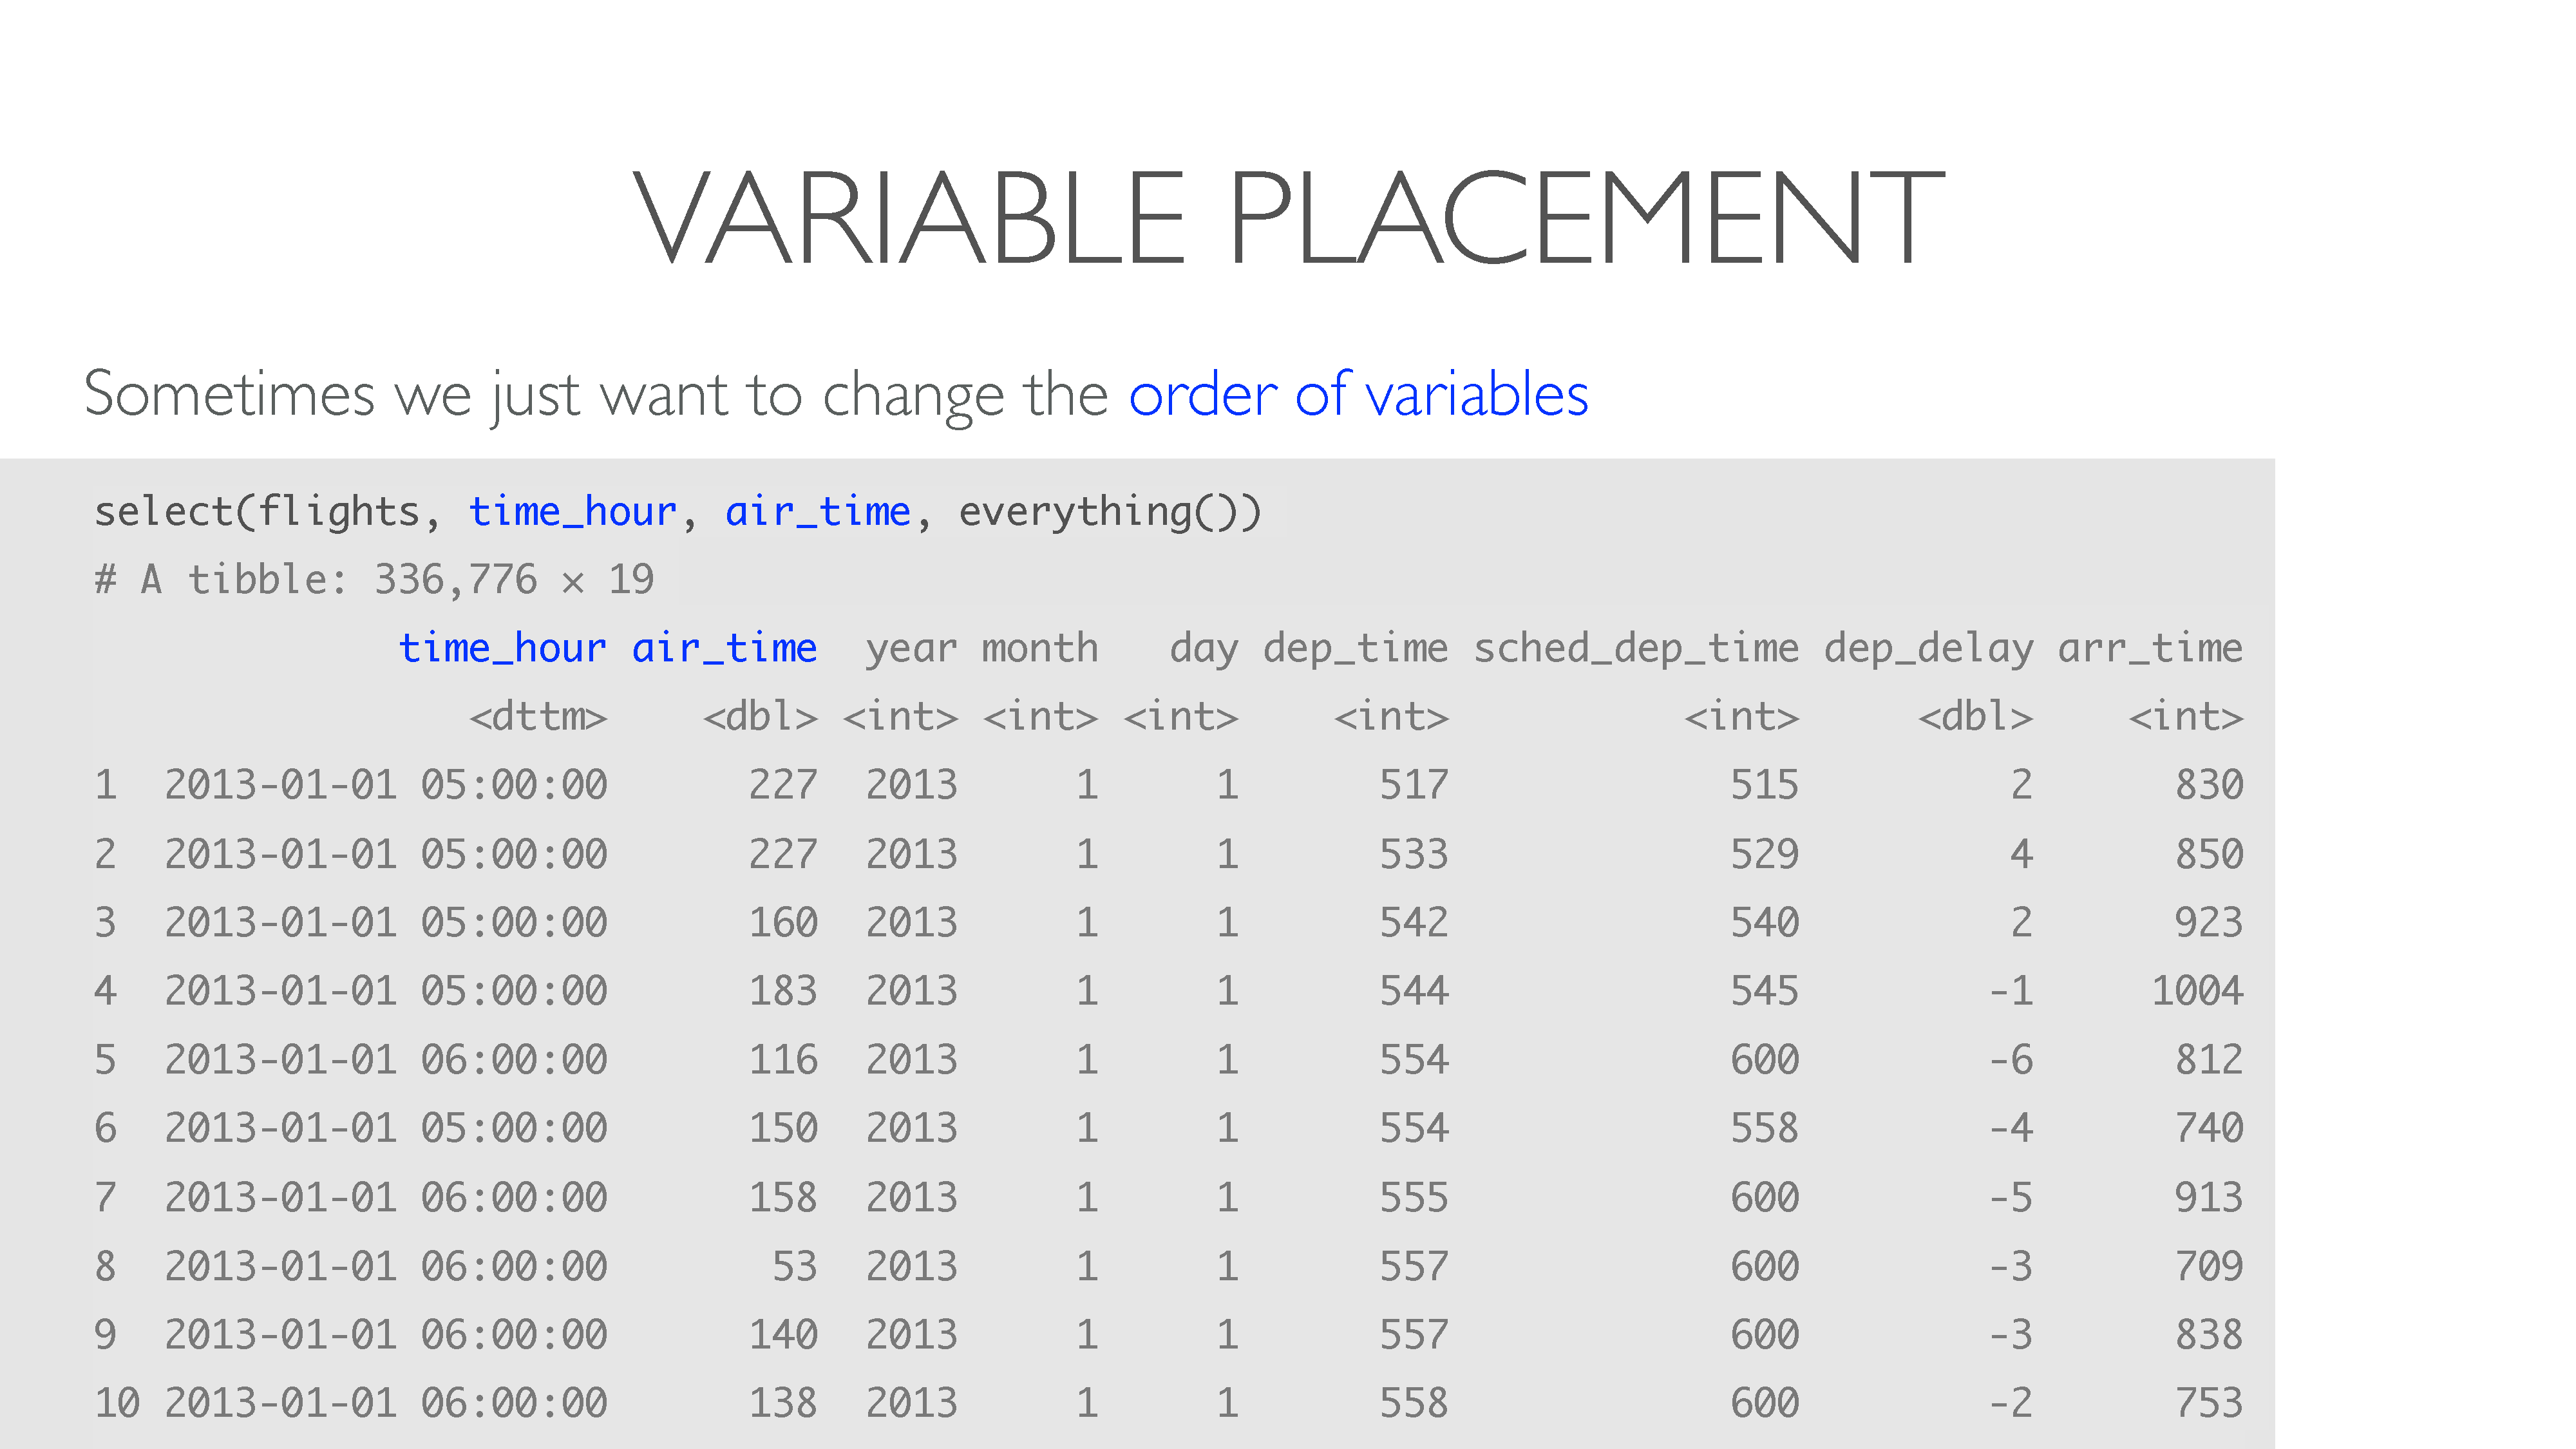 VARIABLE PLACEMENT
Sometimes we just want to change the order of variables
select(flights, time_hour, air_time, everything())
# A tibble: 336,776 × 19
time_hour air_time year month day dep_time sched_dep_time dep_delay arr_time
<dttm> <dbl> <int> <int> <int> <int> <int> <dbl> <int>
1 2013-01-01 05:00:00 227 2013 1 1 517 515 2 830
2 2013-01-01 05:00:00 227 2013 1 1 533 529 4 850
3 2013-01-01 05:00:00 160 2013 1 1 542 540 2 923
4 2013-01-01 05:00:00 183 2013 1 1 544 545 -1 1004
5 2013-01-01 06:00:00 116 2013 1 1 554 600 -6 812
6 2013-01-01 05:00:00 150 2013 1 1 554 558 -4 740
7 2013-01-01 06:00:00 158 2013 1 1 555 600 -5 913
8 2013-01-01 06:00:00 53 2013 1 1 557 600 -3 709
9 2013-01-01 06:00:00 140 2013 1 1 557 600 -3 838
10 2013-01-01 06:00:00 138 2013 1 1 558 600 -2 753